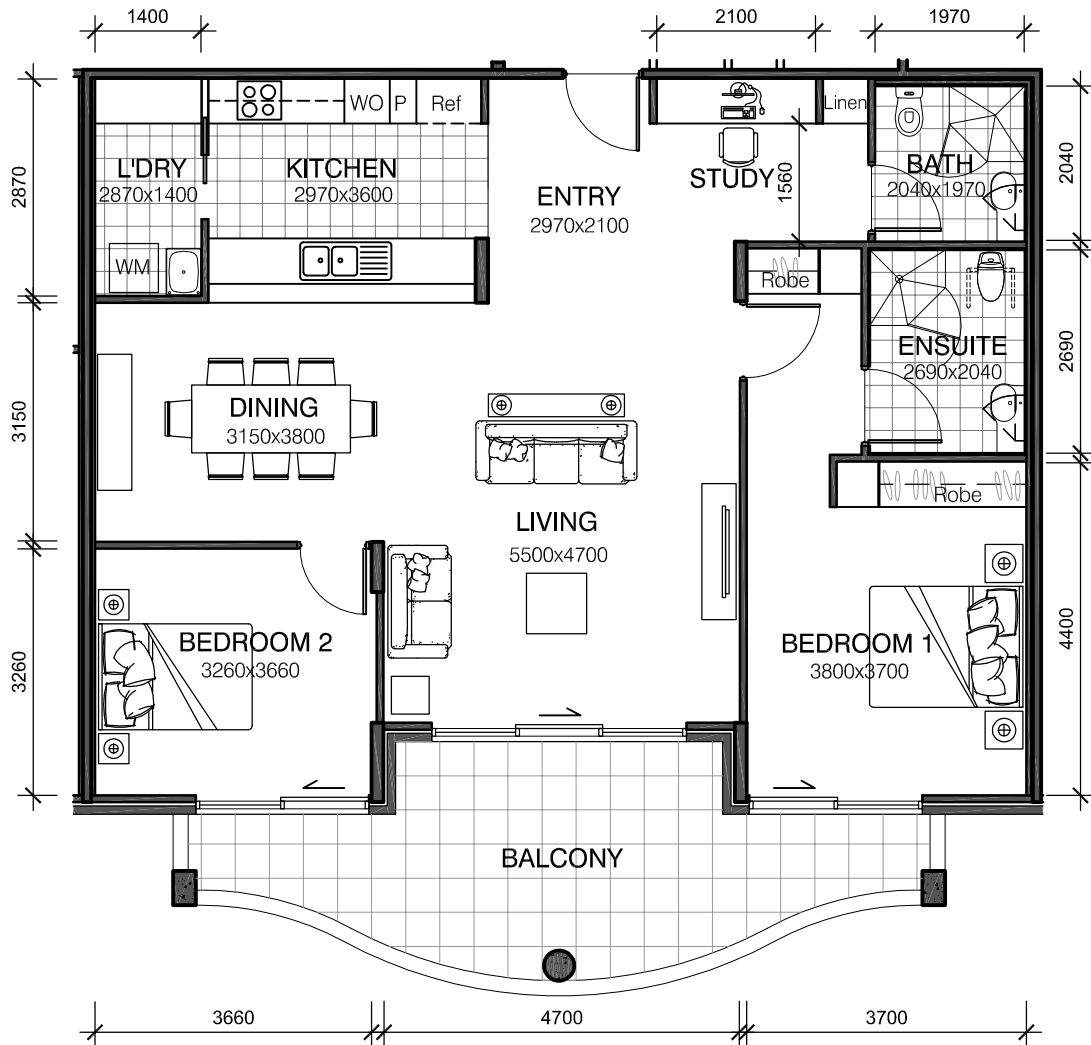 1400
2100
1970
WO
P
Ref
Linen
L'DRY
2870x1400
KITCHEN
2970x3600
ENTRY
2970x2100
STUDY
1560
BATH
2040x1970
2870
2040
WM
Robe
ENSUITE
2690x2040
2690
3150
DINING
3150x3800
Robe
LIVING
5500x4700
BEDROOM 2
3260x3660
BEDROOM 1
3800x3700
3260
4400
BALCONY
3660
4700
3700